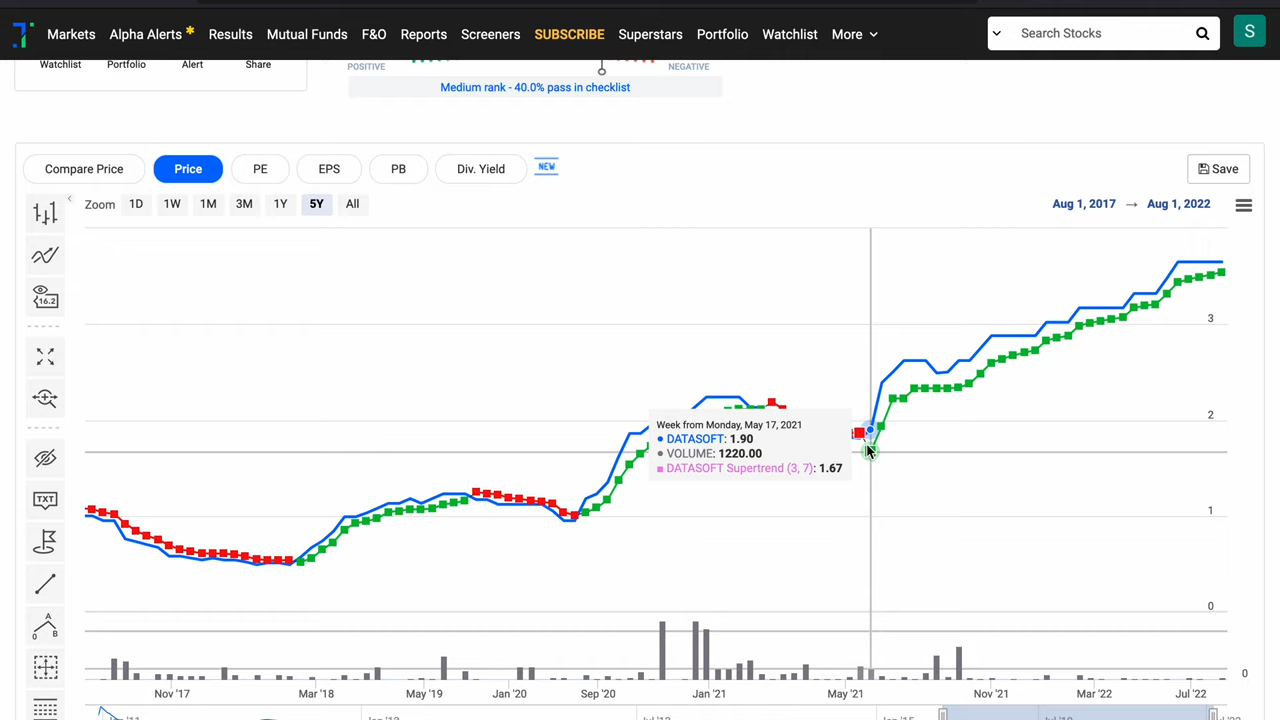 Markets Alpha Alerts* Results Mutual Funds F&O Reports Screeners SUBSCRIBE Superstars Portfolio Watchlist More Search Stocks S
Watchlist Portfolio Alert Share
POSITIVE NEGATIVE
Medium rank - 40.0% pass in checklist
Compare Price Price PE EPS PB Div. Yield NEW Save
Zoom 1D 1W 1M 3M 1Y 5Y All Aug 1, 2017 → Aug 1, 2022
16.2
3
2
Week from Monday, May 17, 2021
DATASOFT: 1.90
VOLUME: 1220.00
DATASOFT Supertrend (3, 7): 1.67
TXT
1
0
A
0 B
0
Nov '17 Mar '18 May '19 Jan '20 Sep '20 Jan '21 May '21 Nov '21 Mar '22 Jul '22